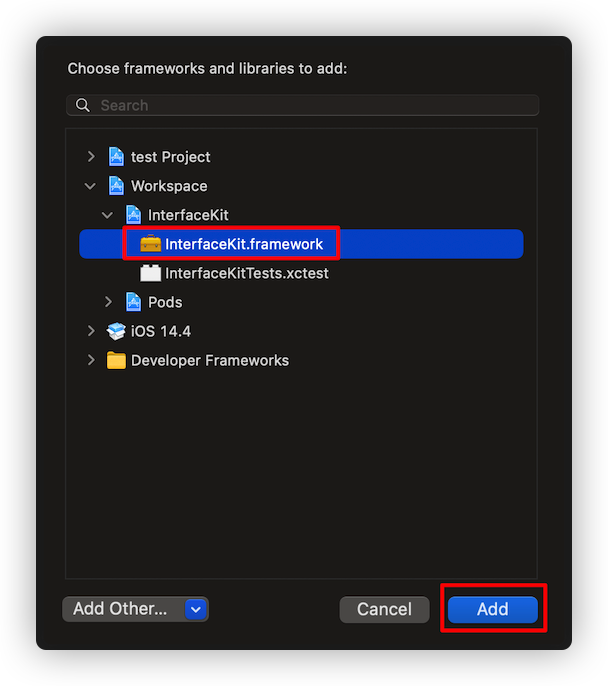 Choose frameworks and libraries to add:
Search
test Project
Workspace
InterfaceKit
InterfaceKit.framework
InterfaceKitTests.xctest
Pods
iOS 14.4
Developer Frameworks
Add Other... Cancel Add